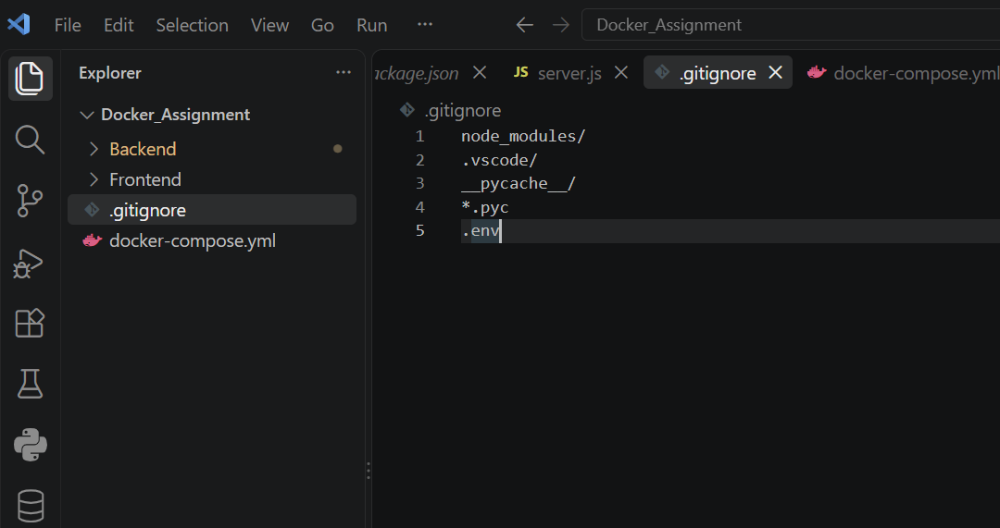 File Edit Selection View Go Run ··· Docker_Assignment
Explorer ···
Docker_Assignment
Backend
Frontend
.gitignore
docker-compose.yml
ackage.json JS server.js .gitignore docker-compose.yml
.gitignore
1 node_modules/
2 .vscode/
3 __pycache__/
4 *.pyc
5 .env